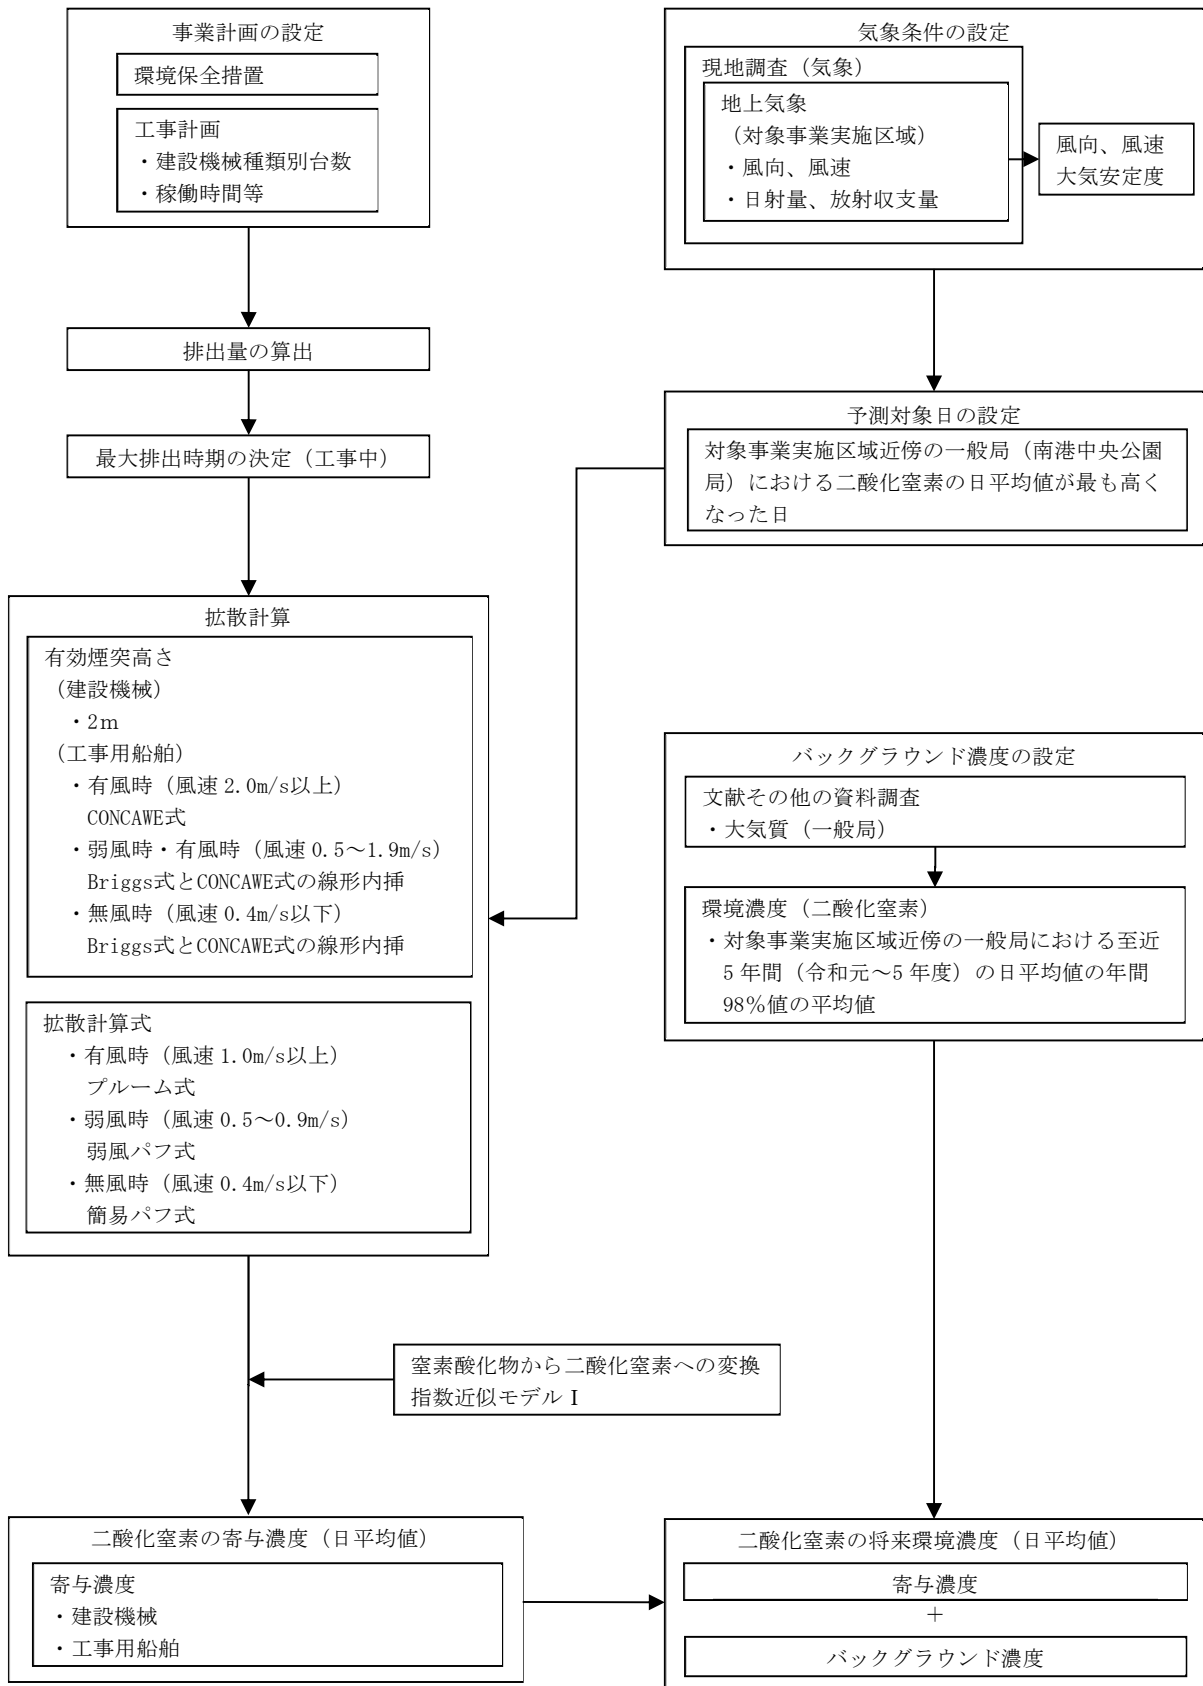 事業計画の設定
環境保全措置
工事計画
・建設機械種類別台数
・稼働時間等
排出量の算出
最大排出時期の決定（工事中）
気象条件の設定
現地調査（気象）
地上気象
（対象事業実施区域）
・風向、風速
・日射量、放射収支量
風向、風速
大気安定度
予測対象日の設定
対象事業実施区域近傍の一般局（南港中央公園
局）における二酸化窒素の日平均値が最も高く
なった日
拡散計算
有効煙突高さ
（建設機械）
・2m
（工事用船舶）
・有風時（風速 2.0m/s以上）
CONCAWE式
・弱風時・有風時（風速 0.5～1.9m/s）
Briggs式とCONCAWE式の線形内挿
・無風時（風速 0.4m/s以下）
Briggs式とCONCAWE式の線形内挿
拡散計算式
・有風時（風速 1.0m/s以上）
プルーム式
・弱風時（風速 0.5～0.9m/s）
弱風パフ式
・無風時（風速 0.4m/s以下）
簡易パフ式
バックグラウンド濃度の設定
文献その他の資料調査
・大気質（一般局）
環境濃度（二酸化窒素）
・対象事業実施区域近傍の一般局における至近
5 年間（令和元～5 年度）の日平均値の年間
98%値の平均値
窒素酸化物から二酸化窒素への変換
指数近似モデルⅠ
二酸化窒素の寄与濃度（日平均値）
寄与濃度
・建設機械
・工事用船舶
二酸化窒素の将来環境濃度（日平均値）
寄与濃度
＋
バックグラウンド濃度